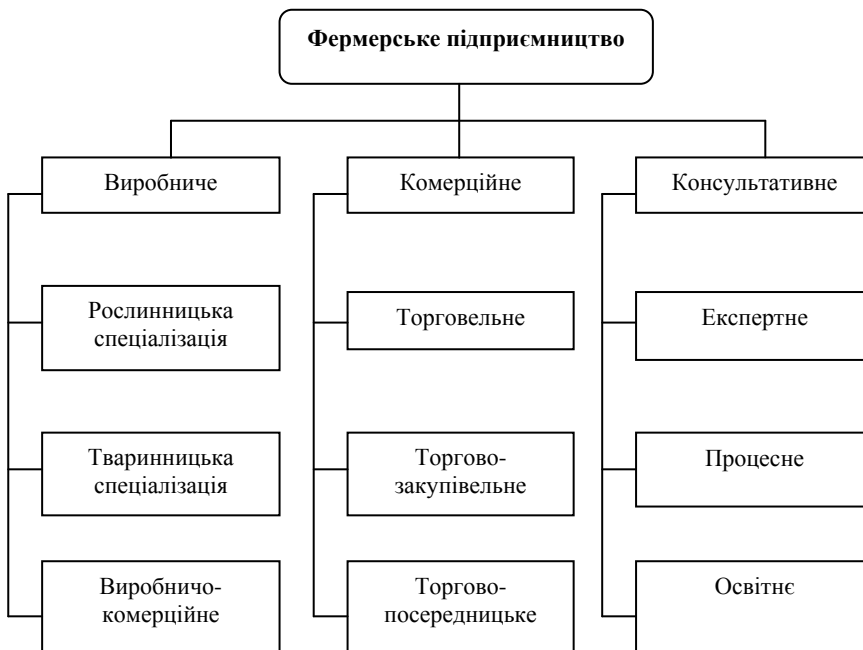 Фермерське підприємництво
Виробниче
Комерційне
Консультативне
Рослинницька
спеціалізація
Торговельне
Експертне
Тваринницька
спеціалізація
Торгово-
закупівельне
Процесне
Виробничо-
комерційне
Торгово-
посередницьке
Освітнє